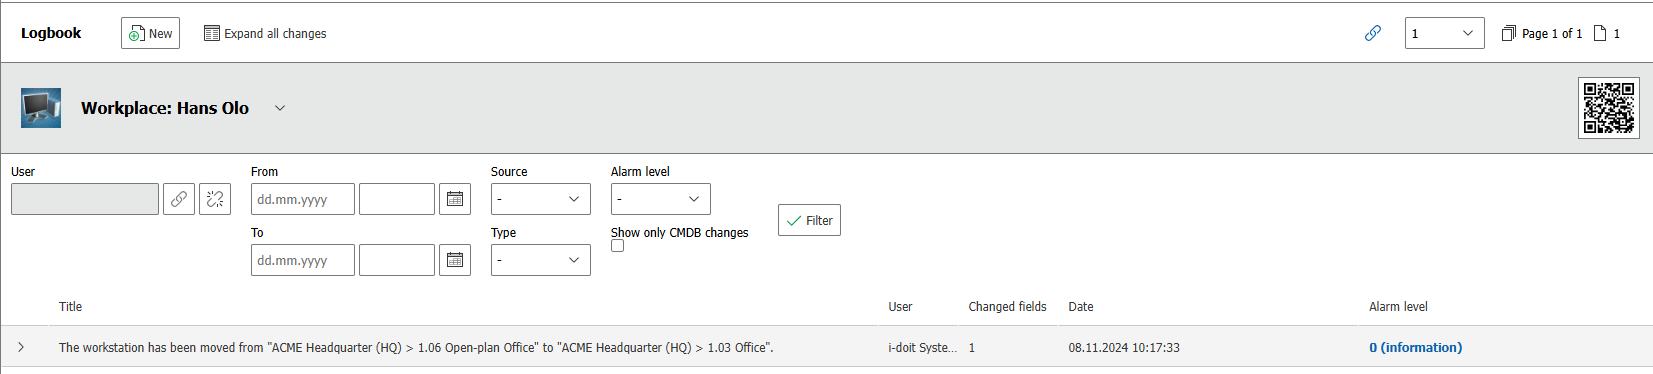 Logbook New Expand all changes 1 Page 1 of 1 1
Workplace: Hans Olo
User From Source Alarm level
dd.mm.yyyy - -
Filter
To Type Show only CMDB changes
dd.mm.yyyy -
Title User Changed fields Date Alarm level
The workstation has been moved from "ACME Headquarter (HQ) > 1.06 Open-plan Office" to "ACME Headquarter (HQ) > 1.03 Office". i-doit Syste... 1 08.11.2024 10:17:33 0 (information)